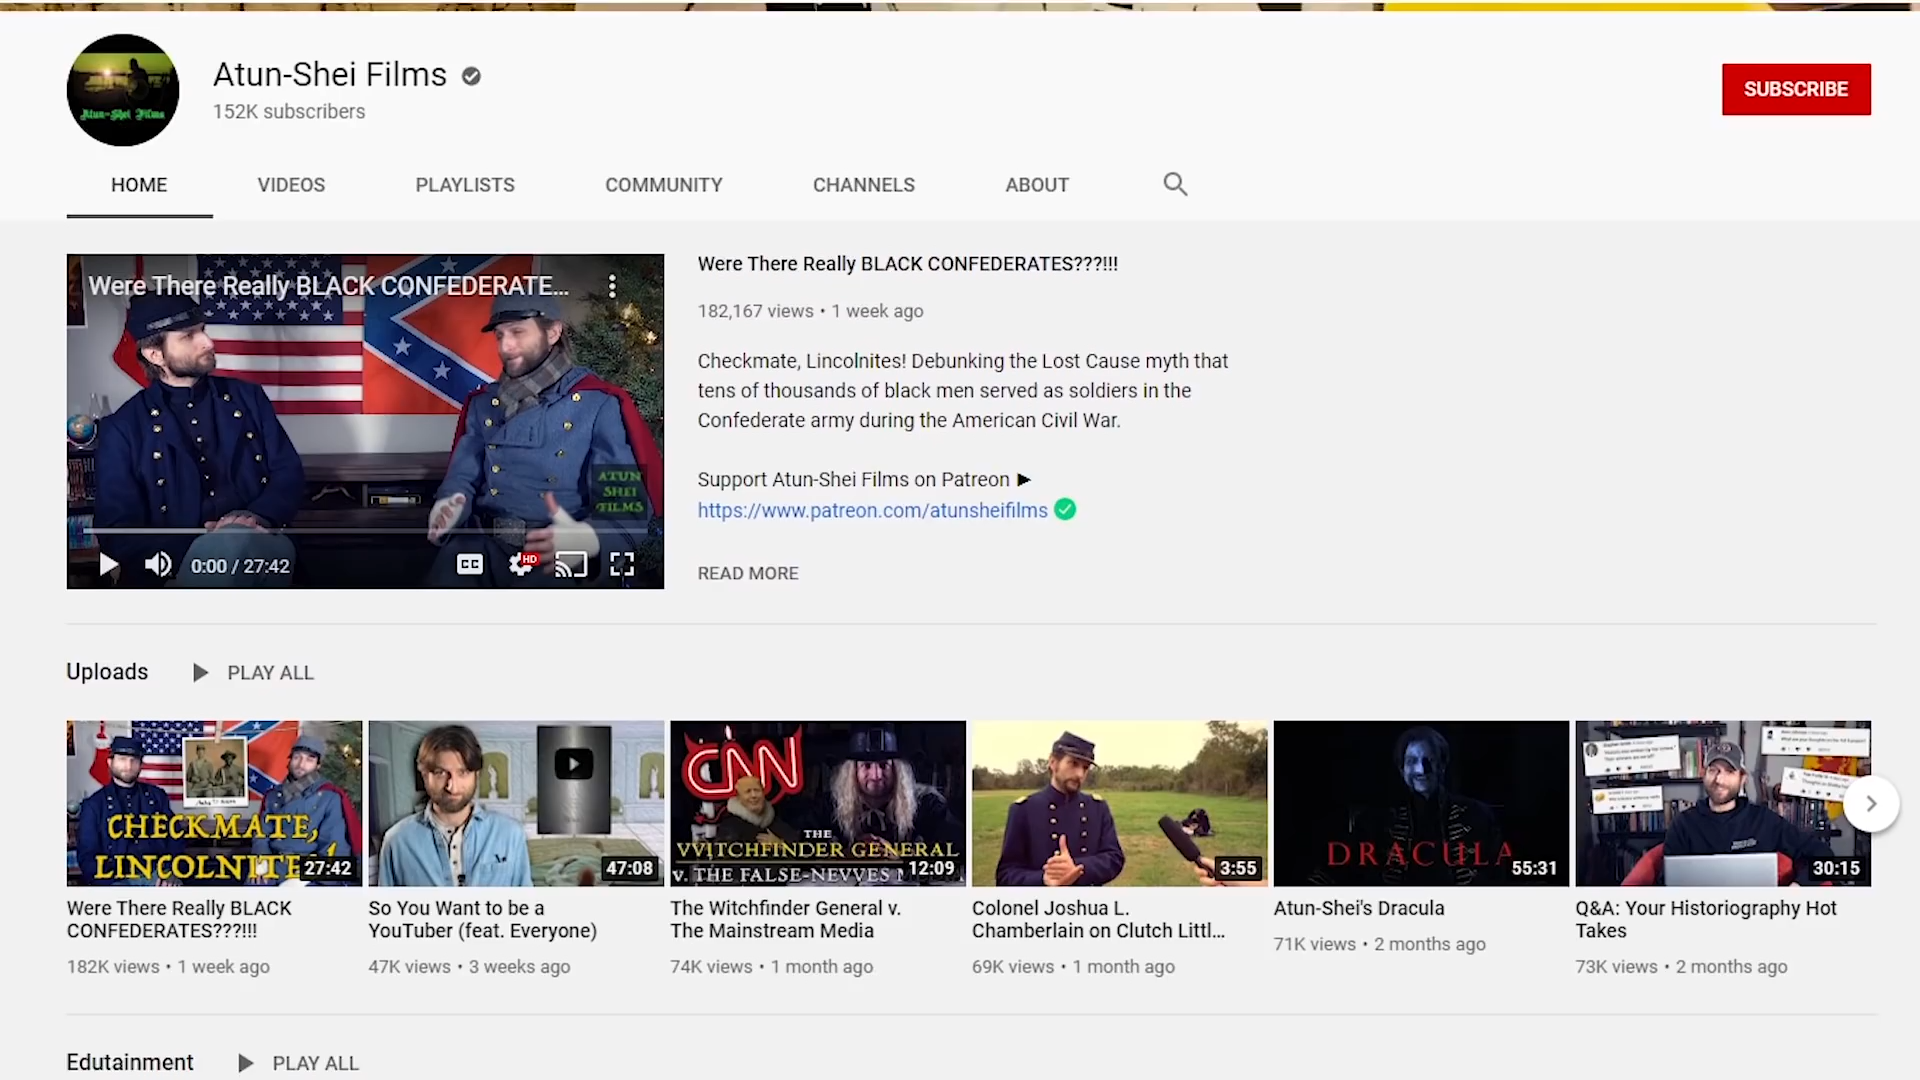 Atun-Shei Films
Atun-Shei Films
152K subscribers
SUBSCRIBE
HOME
VIDEOS
PLAYLISTS
COMMUNITY
CHANNELS
ABOUT
Were There Really BLACK CONFEDERATE...
ATUN
SHEI
FILMS
0:00 / 27:42
CC
HD
Were There Really BLACK CONFEDERATES???!!!
182,167 views • 1 week ago
Checkmate, Lincolnites! Debunking the Lost Cause myth that
tens of thousands of black men served as soldiers in the
Confederate army during the American Civil War.
Support Atun-Shei Films on Patreon ►
https://www.patreon.com/atunsheifilms
READ MORE
Uploads
PLAY ALL
CHECKMATE,
LINCOLNITE
27:42
Were There Really BLACK
CONFEDERATES???!!!
182K views • 1 week ago
47:08
So You Want to be a
YouTuber (feat. Everyone)
47K views • 3 weeks ago
CNN
THE
VVITCHFINDER GENERAL
v. THE FALSE-NEVVES
12:09
The Witchfinder General v.
The Mainstream Media
74K views • 1 month ago
3:55
Colonel Joshua L.
Chamberlain on Clutch Littl...
69K views • 1 month ago
DRACULA
55:31
Atun-Shei's Dracula
71K views • 2 months ago
30:15
Q&A: Your Historiography Hot
Takes
73K views • 2 months ago
Edutainment
PLAY ALL